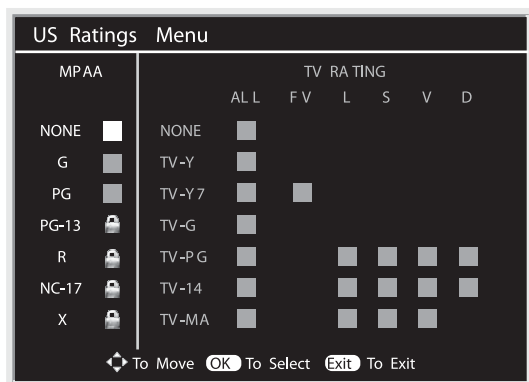 US Ratings Menu
MPAA
TV RATING
ALL FV L S V D
NONE NONE
G TV-Y
PG TV-Y7
PG-13 TV-G
R TV-PG
NC-17 TV-14
X TV-MA
To Move OK To Select Exit To Exit